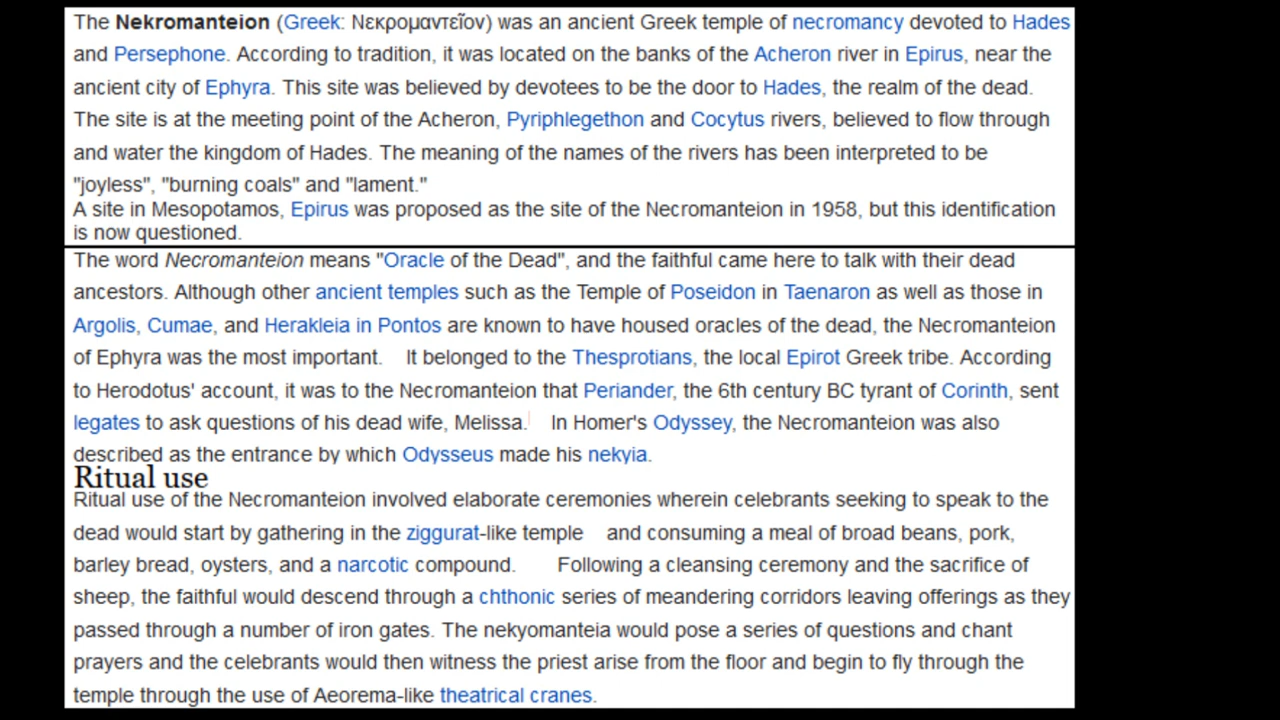 The Nekromanteion (Greek: Νεκρομαντεῖον) was an ancient Greek temple of necromancy devoted to Hades
and Persephone. According to tradition, it was located on the banks of the Acheron river in Epirus, near the
ancient city of Ephyra. This site was believed by devotees to be the door to Hades, the realm of the dead.
The site is at the meeting point of the Acheron, Pyriphlegethon and Cocytus rivers, believed to flow through
and water the kingdom of Hades. The meaning of the names of the rivers has been interpreted to be
"joyless", "burning coals" and "lament."
A site in Mesopotamos, Epirus was proposed as the site of the Necromanteion in 1958, but this identification
is now questioned.
The word Necromanteion means "Oracle of the Dead", and the faithful came here to talk with their dead
ancestors. Although other ancient temples such as the Temple of Poseidon in Taenaron as well as those in
Argolis, Cumae, and Herakleia in Pontos are known to have housed oracles of the dead, the Necromanteion
of Ephyra was the most important. It belonged to the Thesprotians, the local Epirot Greek tribe. According
to Herodotus' account, it was to the Necromanteion that Periander, the 6th century BC tyrant of Corinth, sent
legates to ask questions of his dead wife, Melissa. In Homer's Odyssey, the Necromanteion was also
described as the entrance by which Odysseus made his nekyia.
Ritual use
Ritual use of the Necromanteion involved elaborate ceremonies wherein celebrants seeking to speak to the
dead would start by gathering in the ziggurat-like temple and consuming a meal of broad beans, pork,
barley bread, oysters, and a narcotic compound. Following a cleansing ceremony and the sacrifice of
sheep, the faithful would descend through a chthonic series of meandering corridors leaving offerings as they
passed through a number of iron gates. The nekyomanteia would pose a series of questions and chant
prayers and the celebrants would then witness the priest arise from the floor and begin to fly through the
temple through the use of Aeorema-like theatrical cranes.